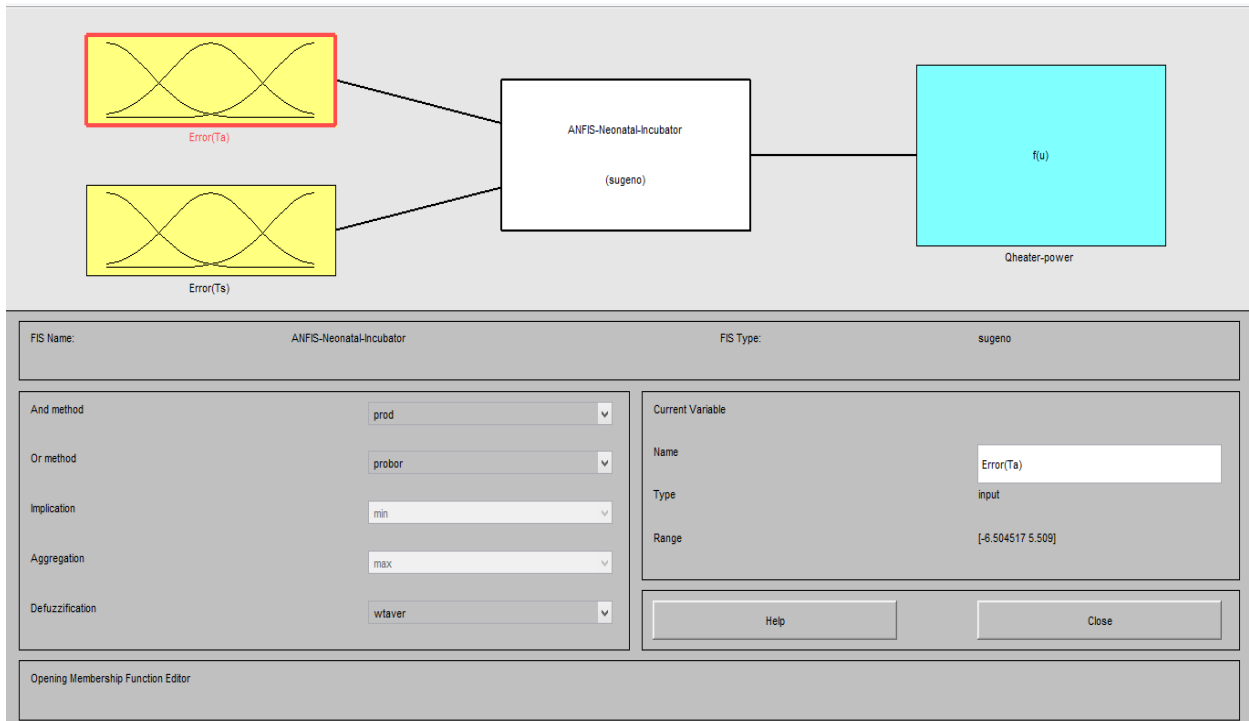 Error(Ta)
ANFIS-Neonatal-Incubator
(sugeno)
f(u)
Error(Ts)
Qheater-power
FIS Name: ANFIS-Neonatal-Incubator FIS Type: sugeno
And method prod
Or method probor
Implication min
Aggregation max
Defuzzification wtaver
Current Variable
Name Error(Ta)
Type input
Range [-6.504517 5.509]
Help Close
Opening Membership Function Editor